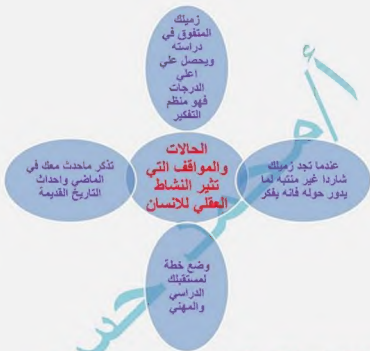 زميلك
المتفوق في
دراسته
ويحصل علي
اعلي
الدرجات
فهو منظم
التفكير
الحالات
والمواقف التي
تثير النشاط
العقلي للانسان
عندما تجد زميلك
شاردا غير منتبه لما
يدور حوله فانه يفكر
وضع خطة
لمستقبلك
الدراسي
والمهني
تذكر ماحدث معك في
الماضي واحداث
التاريخ القديمة